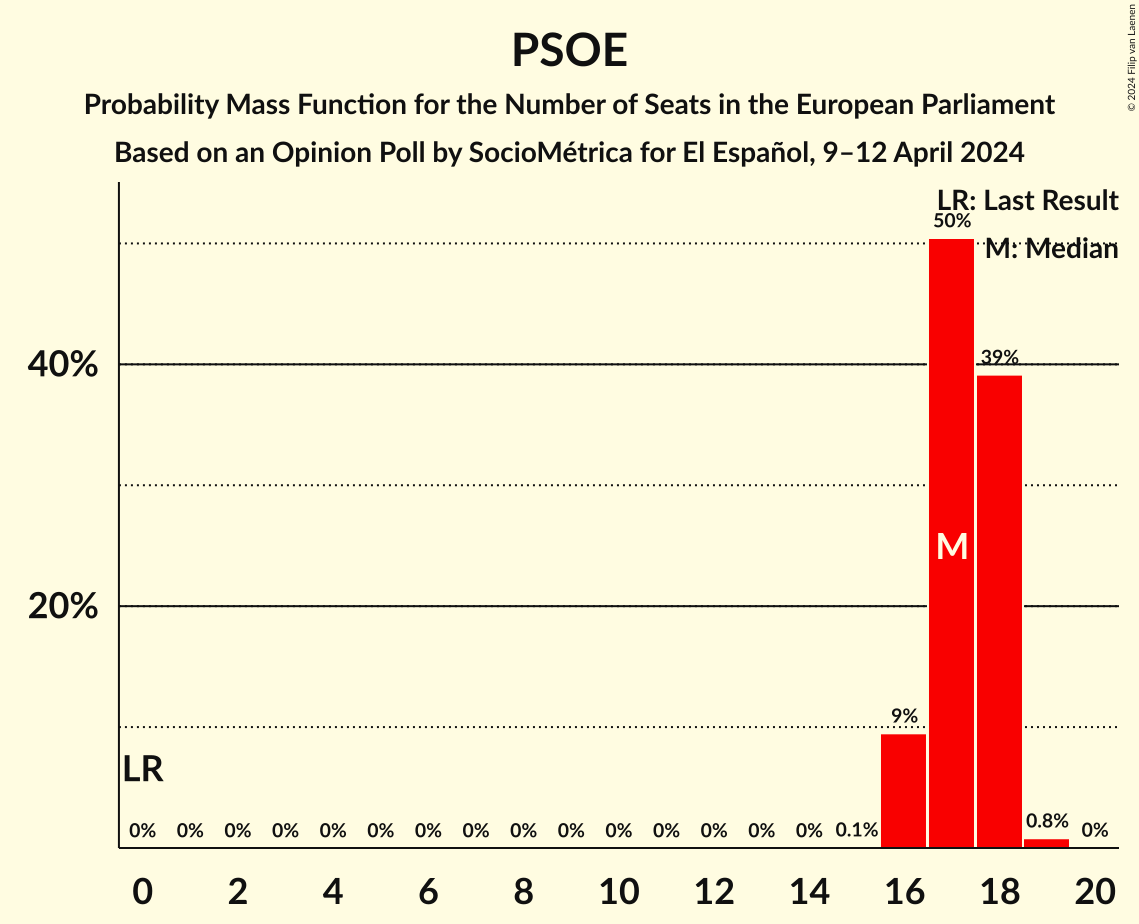 PSOE
Probability Mass Function for the Number of Seats in the European Parliament
Based on an Opinion Poll by SocioMétrica for El Español, 9–12 April 2024
© 2024 Filip van Laenen
LR: Last Result
M: Median
50%
39%
40%
M
20%
9%
LR
0% 0% 0% 0% 0% 0% 0% 0% 0% 0% 0% 0% 0% 0% 0% 0.1% 0.8% 0%
0 2 4 6 8 10 12 14 16 18 20